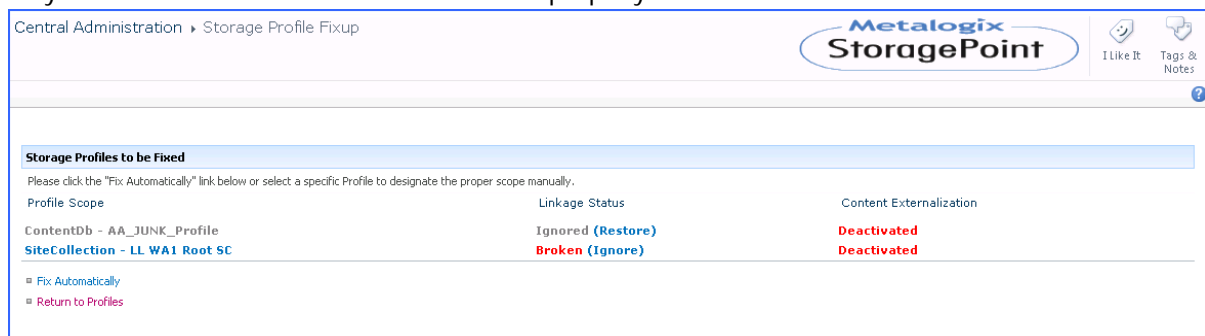 Central Administration ▸ Storage Profile Fixup
Metalogix
StoragePoint
I Like It
Tags &
Notes
Storage Profiles to be Fixed
Please click the "Fix Automatically" link below or select a specific Profile to designate the proper scope manually.
Profile Scope Linkage Status Content Externalization
ContentDb - AA_JUNK_Profile Ignored (Restore) Deactivated
SiteCollection - LL WA1 Root SC Broken (Ignore) Deactivated
Fix Automatically
Return to Profiles